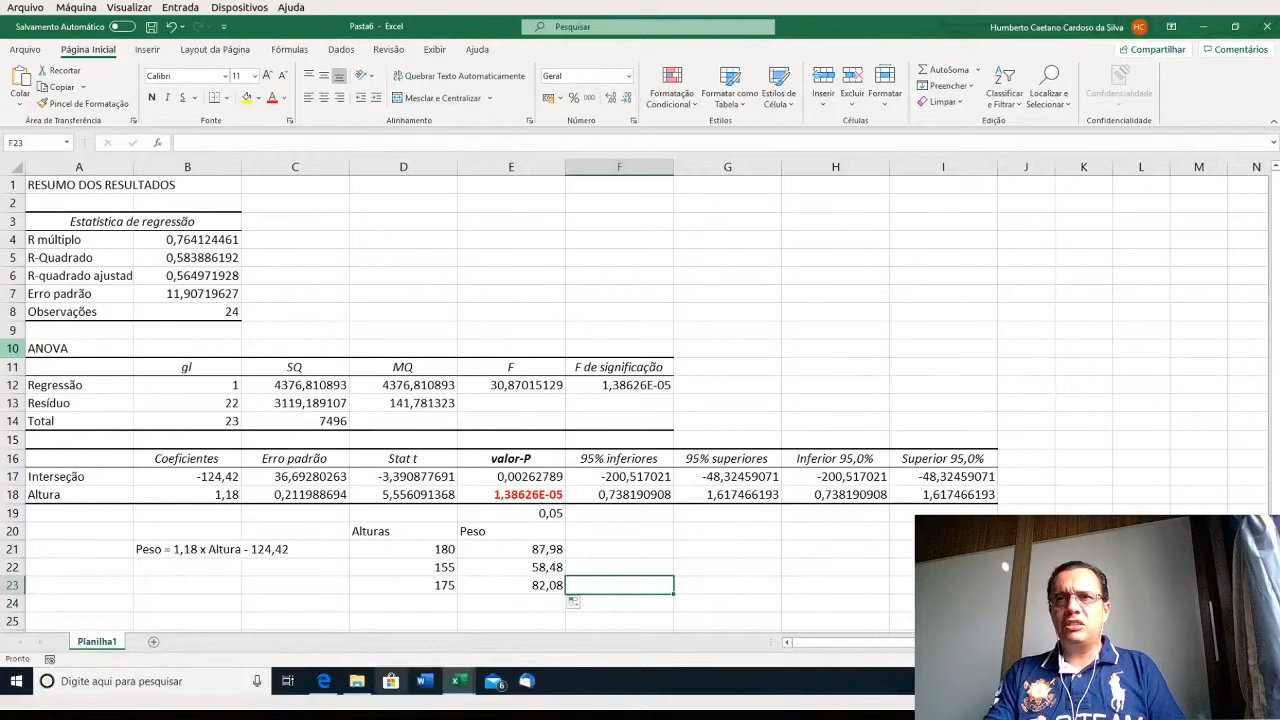 Arquivo Máquina Visualizar Entrada Dispositivos Ajuda
Salvamento Automático Pasta6 - Excel Pesquisar Humberto Caetano Cardoso da Silva HC
Arquivo Página Inicial Inserir Layout da Página Fórmulas Dados Revisão Exibir Ajuda Compartilhar Comentários
Colar Recortar Copiar Pincel de Formatação
Área de Transferência
Calibri 11
N I S
Fonte
Quebrar Texto Automaticamente
Mesclar e Centralizar
Alinhamento
Geral
% 000
Número
Formatação Condicional Formatar como Tabela Estilos de Célula
Estilos
Inserir Excluir Formatar
Células
AutoSoma Preencher Limpar Classificar e Filtrar Localizar e Selecionar
Edição
Confidencialidade
Confidencialidade
F23 fx
A B C D E F G H I J K L M N
1 RESUMO DOS RESULTADOS
2
3 Estatística de regressão
4 R múltiplo 0,764124461
5 R-Quadrado 0,583886192
6 R-quadrado ajustad 0,564971928
7 Erro padrão 11,90719627
8 Observações 24
9
10 ANOVA
11 gl SQ MQ F F de significação
12 Regressão 1 4376,810893 4376,810893 30,87015129 1,38626E-05
13 Resíduo 22 3119,189107 141,781323
14 Total 23 7496
15
16 Coeficientes Erro padrão Stat t valor-P 95% inferiores 95% superiores Inferior 95,0% Superior 95,0%
17 Interseção -124,42 36,69280263 -3,390877691 0,00262789 -200,517021 -48,32459071 -200,517021 -48,32459071
18 Altura 1,18 0,211988694 5,556091368 1,38626E-05 0,738190908 1,617466193 0,738190908 1,617466193
19 0,05
20 Alturas Peso
21 Peso = 1,18 x Altura - 124,42 180 87,98
22 155 58,48
23 175 82,08
24
25
Planilha1
Pronto
Digite aqui para pesquisar 6